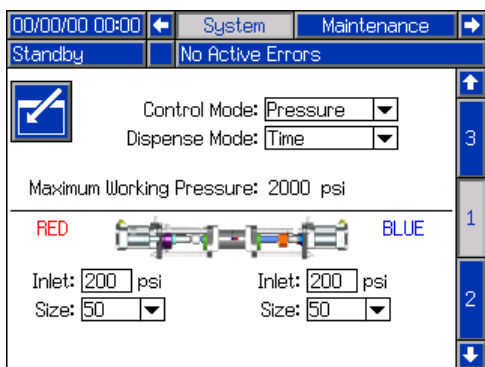 00/00/00 00:00 System Maintenance
Standby No Active Errors
Control Mode: Pressure
3
Dispense Mode: Time
Maximum Working Pressure: 2000 psi
1
RED BLUE
Inlet: 200 psi Inlet: 200 psi
Size: 50 Size: 50
2